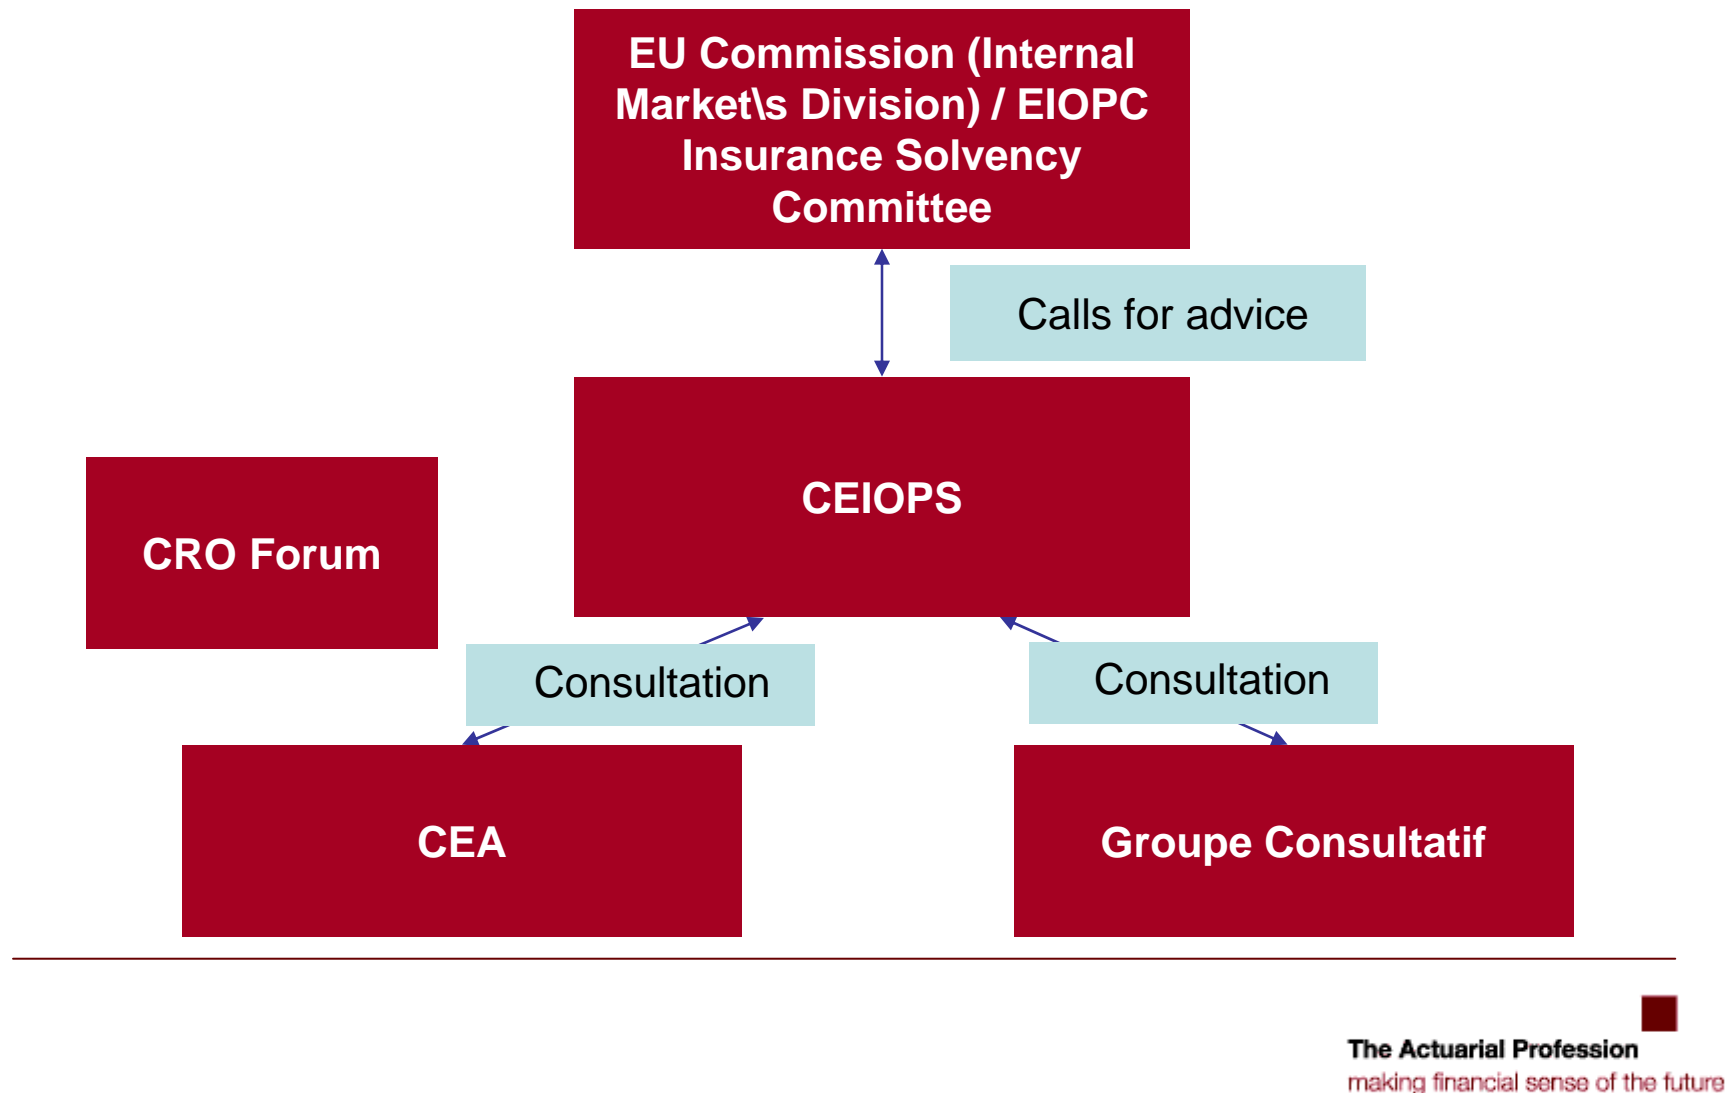 EU Commission (Internal
Market\s Division) / EIOPC
Insurance Solvency
Committee
Calls for advice
CEIOPS
CRO Forum
Consultation
Consultation
CEA
Groupe Consultatif
The Actuarial Profession
making financial sense of the future